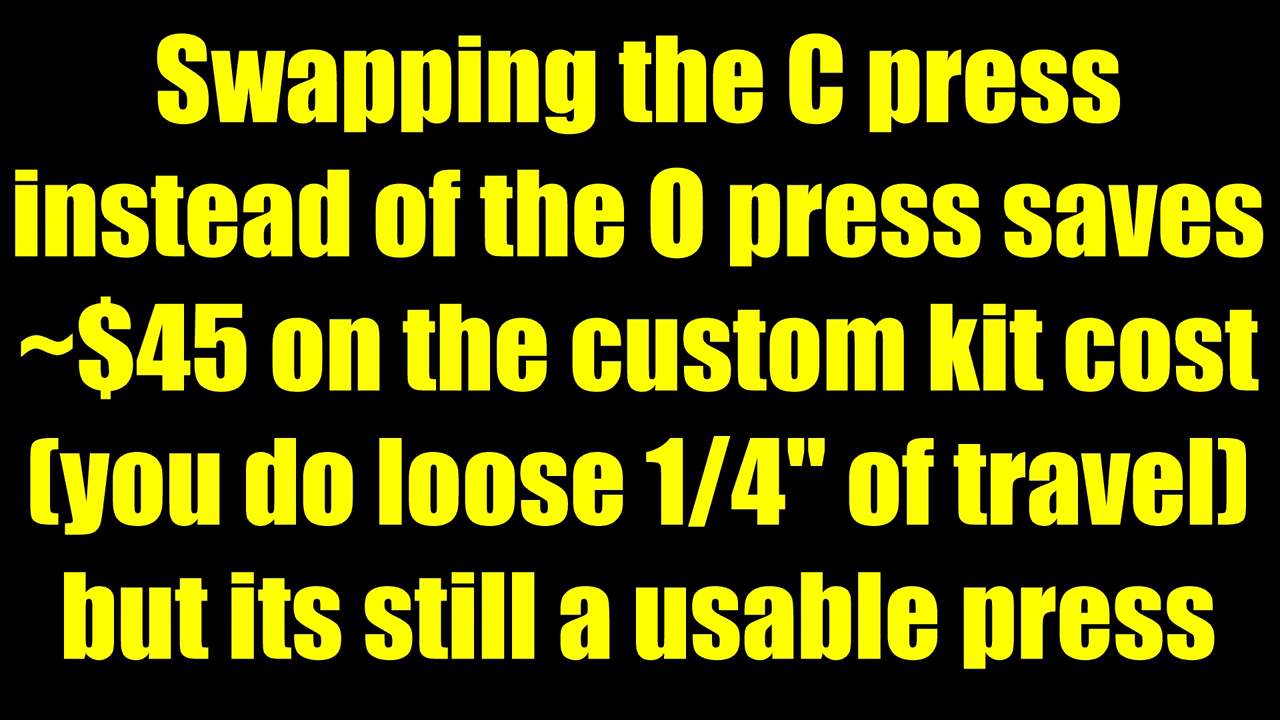 Swapping the C press
instead of the O press saves
~$45 on the custom kit cost
(you do loose 1/4" of travel)
but its still a usable press